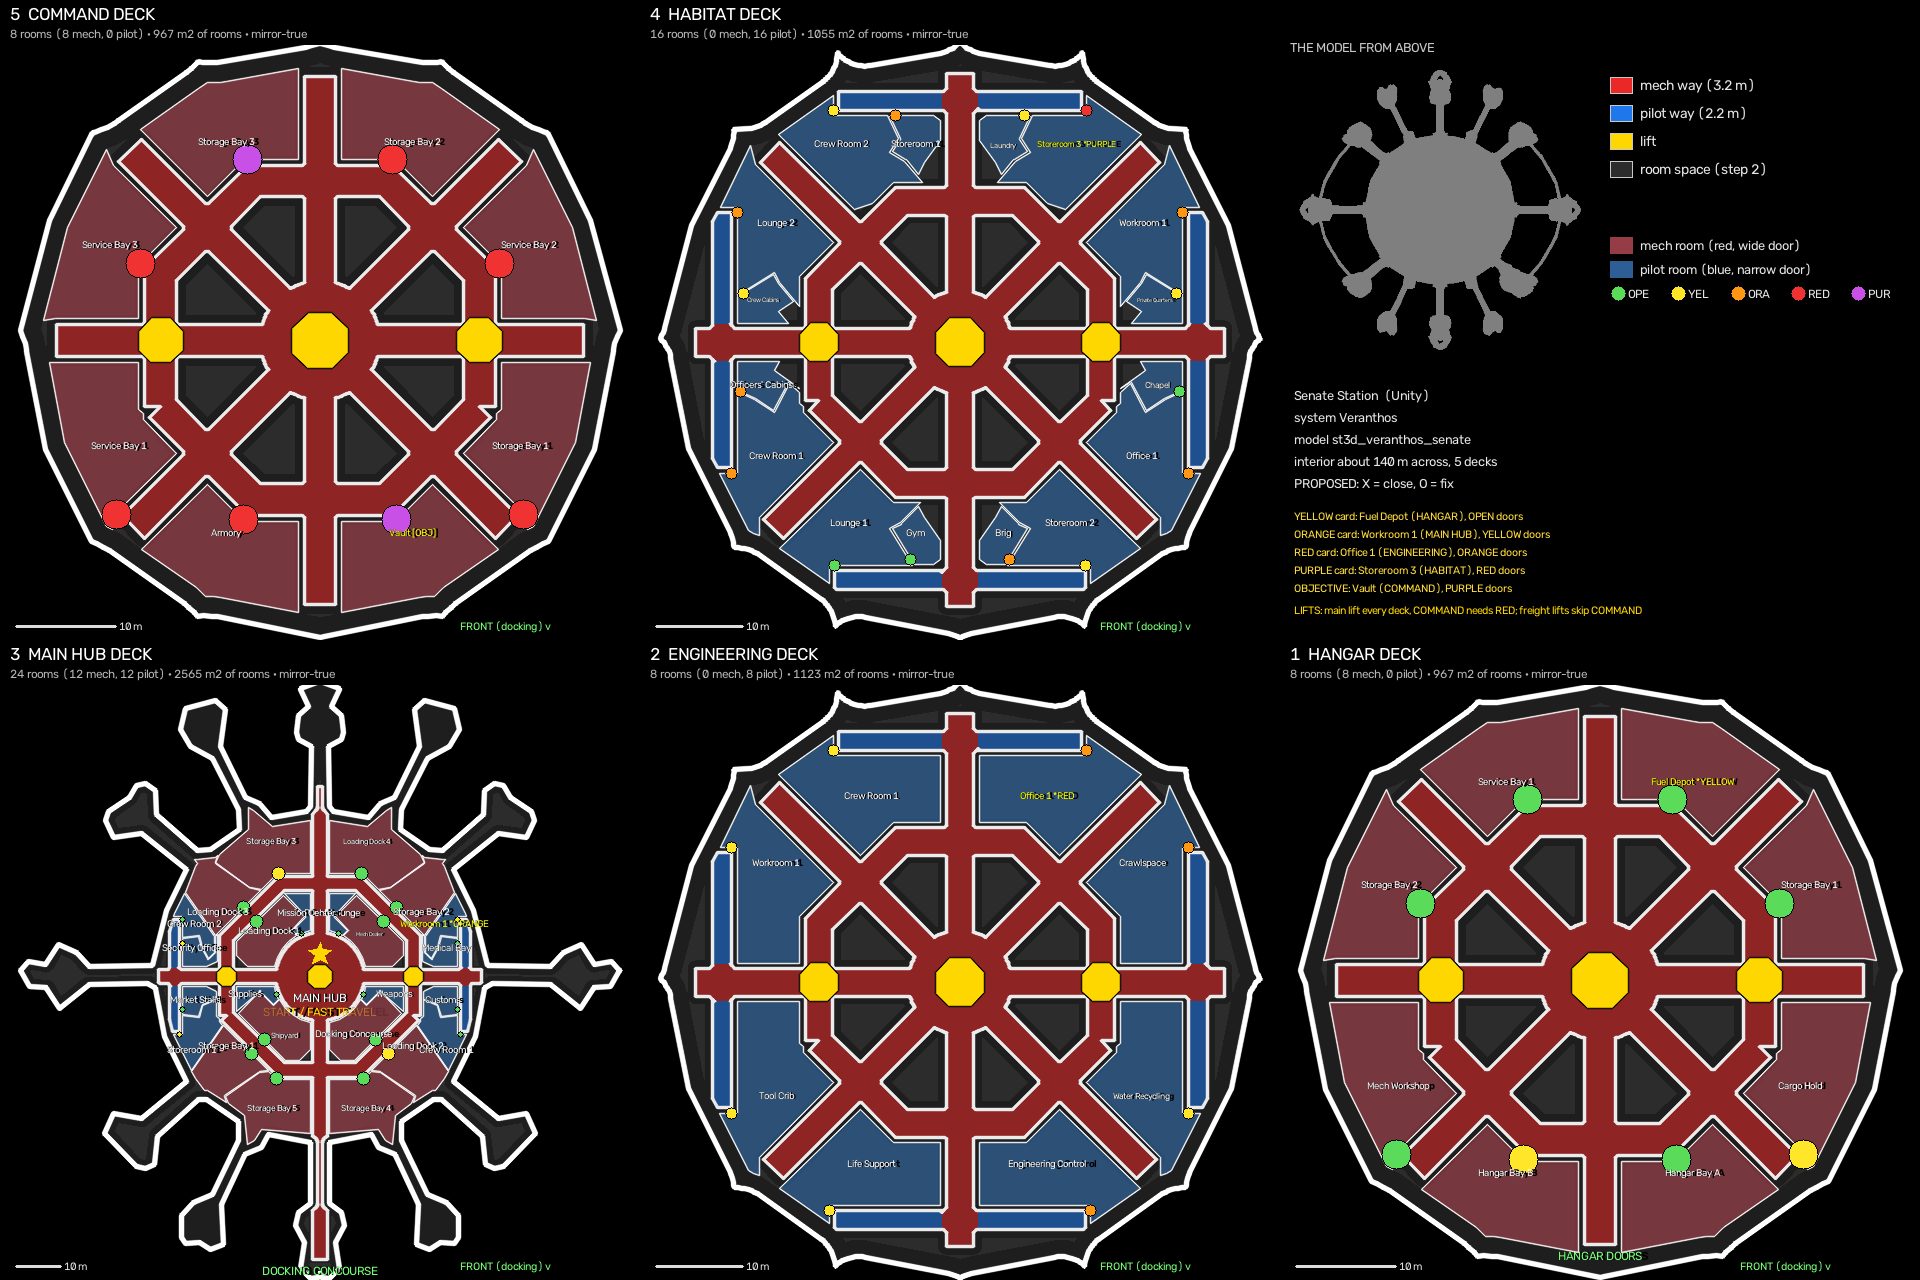 5 COMMAND DECK
8 rooms (8 mech, 0 pilot) • 967 m2 of rooms • mirror-true
Storage Bay 3
Storage Bay 2
Service Bay 3
Service Bay 2
Service Bay 1
Storage Bay 1
Armory
Vault [OBJ]
10 m
FRONT (docking) v
4 HABITAT DECK
16 rooms (0 mech, 16 pilot) • 1055 m2 of rooms • mirror-true
Crew Room 2
Storeroom 1
Laundry
Storeroom 3 *PURPLE
Lounge 2
Workroom 1
Crew Cabins
Private Quarters
Officers' Cabins
Chapel
Crew Room 1
Office 1
Lounge 1
Gym
Brig
Storeroom 2
10 m
FRONT (docking) v
THE MODEL FROM ABOVE
mech way (3.2 m)
pilot way (2.2 m)
lift
room space (step 2)
mech room (red, wide door)
pilot room (blue, narrow door)
OPE
YEL
ORA
RED
PUR
Senate Station (Unity)
system Veranthos
model st3d_veranthos_senate
interior about 140 m across, 5 decks
PROPOSED: X = close, O = fix
YELLOW card: Fuel Depot (HANGAR), OPEN doors
ORANGE card: Workroom 1 (MAIN HUB), YELLOW doors
RED card: Office 1 (ENGINEERING), ORANGE doors
PURPLE card: Storeroom 3 (HABITAT), RED doors
OBJECTIVE: Vault (COMMAND), PURPLE doors
LIFTS: main lift every deck, COMMAND needs RED; freight lifts skip COMMAND
3 MAIN HUB DECK
24 rooms (12 mech, 12 pilot) • 2565 m2 of rooms • mirror-true
Storage Bay 3
Loading Dock 4
Loading Dock 3
Mission Center
Storage Bay 2
Crew Room 2
Workroom 1 *ORANGE
Loading Dock
Mech Dealer
Security Office
Medical Bay
Market Stalls
Supplies
MAIN HUB
Weapons
Customs
START / FAST TRAVEL
Shipyard
Docking Concourse
Storeroom 1
Storage Bay 1
Loading Dock 2
Crew Room 1
Storage Bay 5
Storage Bay 4
10 m
DOCKING CONCOURSE
FRONT (docking) v
2 ENGINEERING DECK
8 rooms (0 mech, 8 pilot) • 1123 m2 of rooms • mirror-true
Crew Room 1
Office 1 *RED
Workroom 1
Crawlspace
Tool Crib
Water Recycling
Life Support
Engineering Control
10 m
FRONT (docking) v
1 HANGAR DECK
8 rooms (8 mech, 0 pilot) • 967 m2 of rooms • mirror-true
Service Bay 1
Fuel Depot *YELLOW
Storage Bay 2
Storage Bay 1
Mech Workshop
Cargo Hold
Hangar Bay B
Hangar Bay A
HANGAR DOORS
10 m
FRONT (docking) v